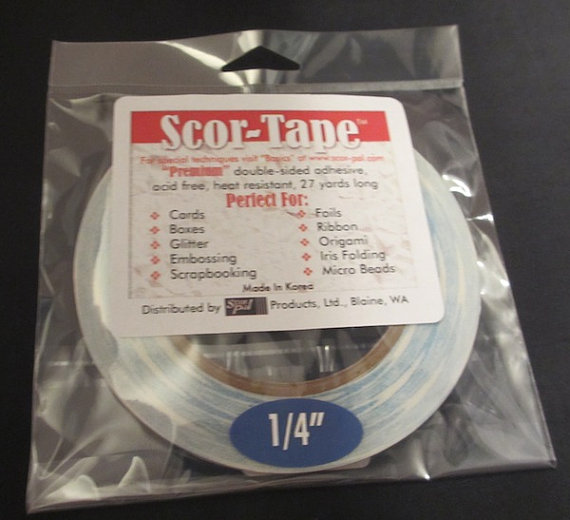 Scor-Tape™
For special techniques visit "Basics" at www.scor-pal.com
"Premium" double-sided adhesive,
acid free, heat resistant, 27 yards long
Perfect For:
Cards
Boxes
Glitter
Embossing
Scrapbooking
Foils
Ribbon
Origami
Iris Folding
Micro Beads
Made In Korea
Distributed by Scor-Pal Products, Ltd., Blaine, WA
1/4"